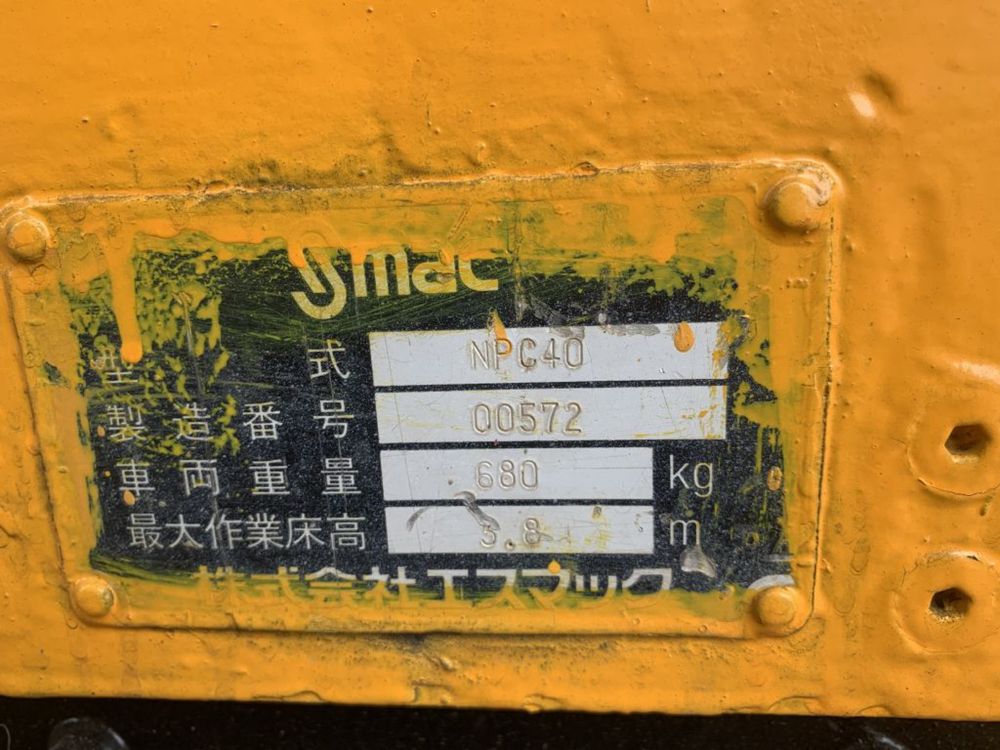 Smac
型式 NPC40
製造番号 00572
車両重量 680 kg
最大作業床高 3.8 m
株式会社エスマック